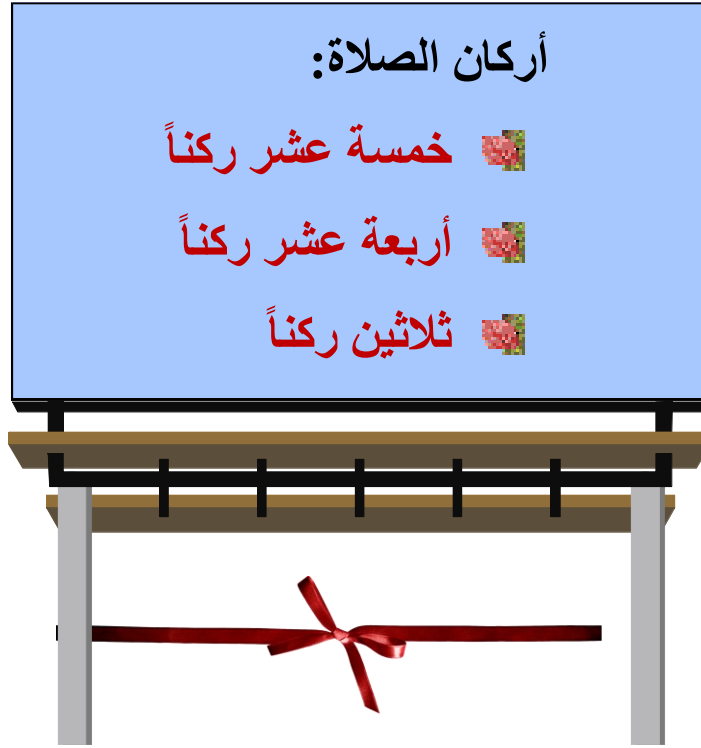 أركان الصلاة:
خمسة عشر ركناً
أربعة عشر ركناً
ثلاثين ركناً